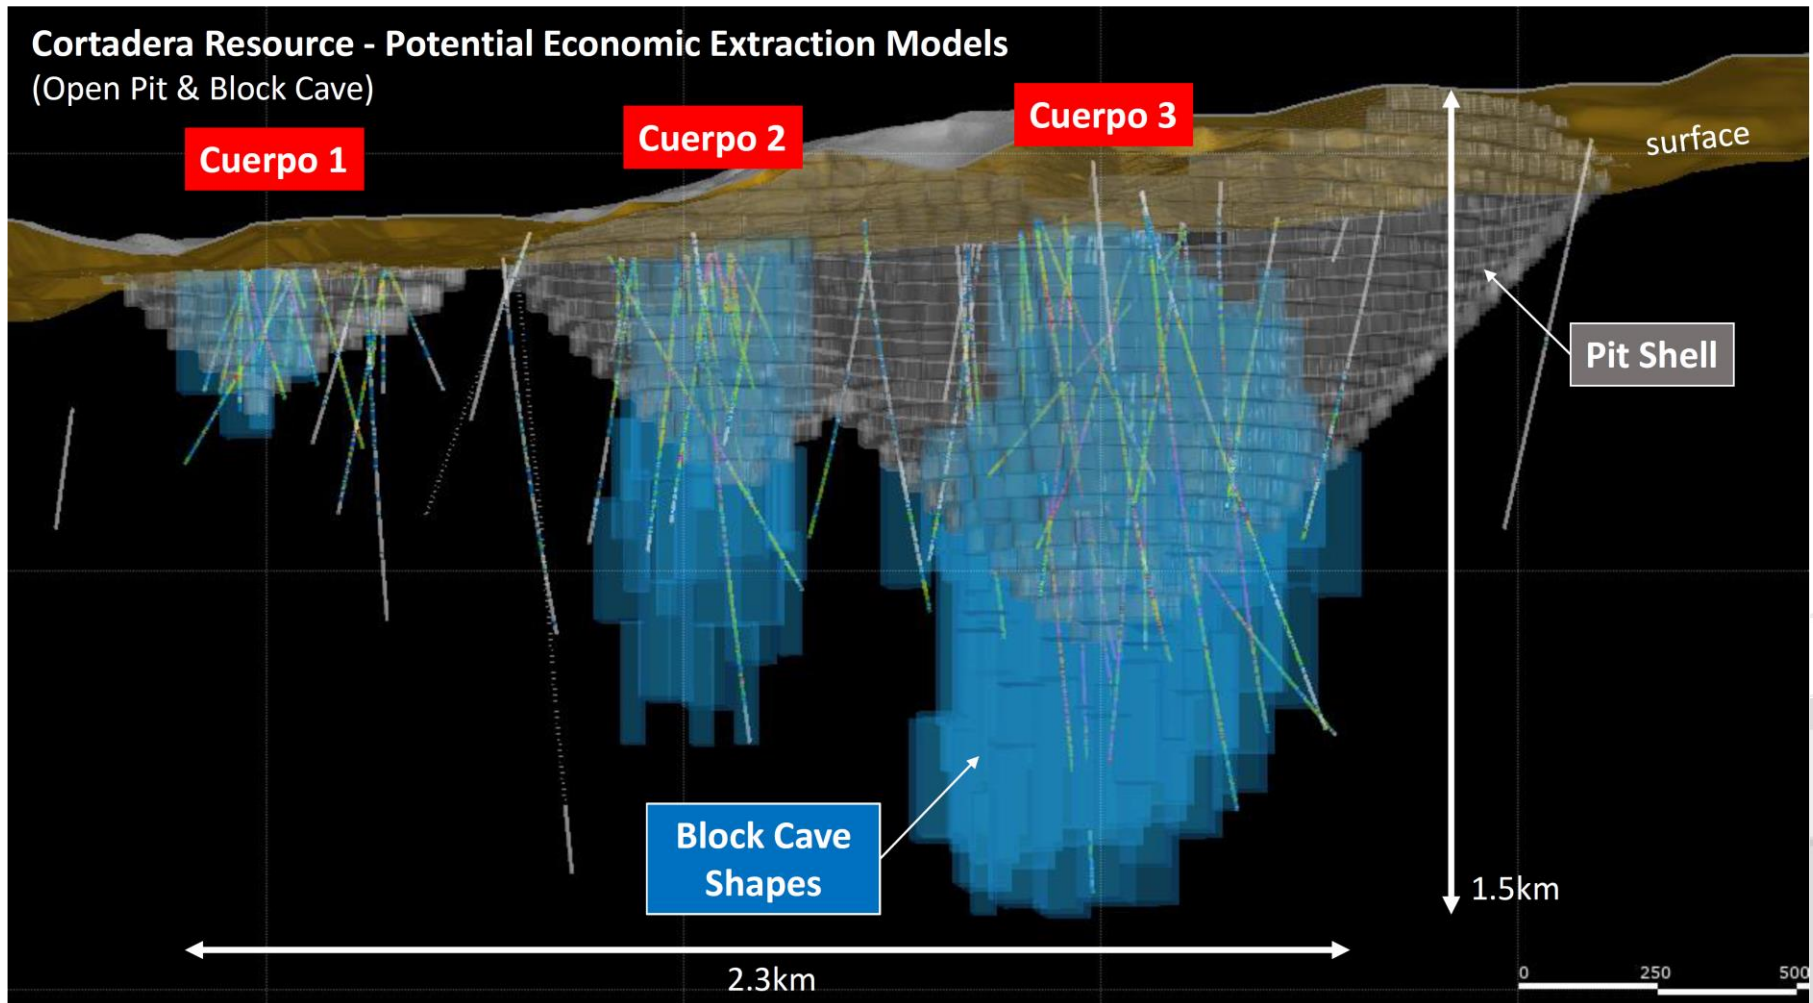 Cortadera Resource - Potential Economic Extraction Models
(Open Pit & Block Cave)
Cuerpo 1
Cuerpo 2
Cuerpo 3
surface
Pit Shell
Block Cave
Shapes
1.5km
2.3km
0 250 500